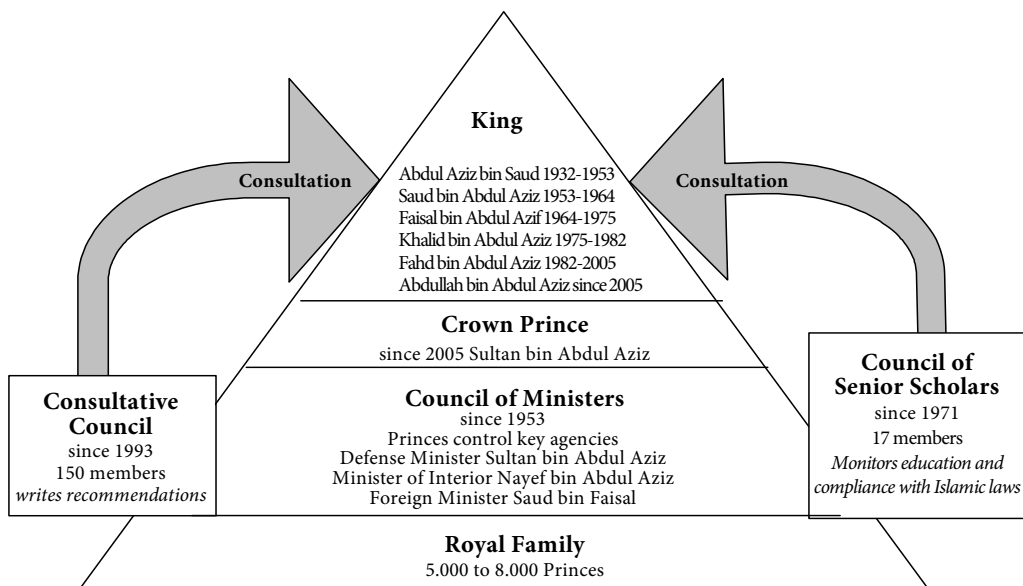 King
Abdul Aziz bin Saud 1932-1953
Saud bin Abdul Aziz 1953-1964
Faisal bin Abdul Azif 1964-1975
Khalid bin Abdul Aziz 1975-1982
Fahd bin Abdul Aziz 1982-2005
Abdullah bin Abdul Aziz since 2005
Consultation
Consultation
Crown Prince
since 2005 Sultan bin Abdul Aziz
Council of Ministers
since 1953
Princes control key agencies
Defense Minister Sultan bin Abdul Aziz
Minister of Interior Nayef bin Abdul Aziz
Foreign Minister Saud bin Faisal
Consultative
Council
since 1993
150 members
writes recommendations
Council of
Senior Scholars
since 1971
17 members
Monitors education and
compliance with Islamic laws
Royal Family
5.000 to 8.000 Princes